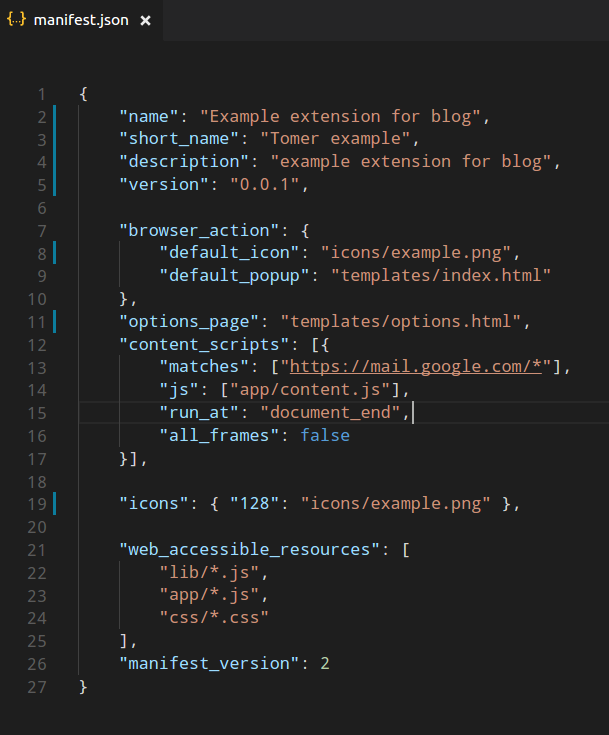 {..} manifest.json ×
1 {
2 "name": "Example extension for blog",
3 "short_name": "Tomer example",
4 "description": "example extension for blog",
5 "version": "0.0.1",
6
7 "browser_action": {
8 "default_icon": "icons/example.png",
9 "default_popup": "templates/index.html"
10 },
11 "options_page": "templates/options.html",
12 "content_scripts": [{
13 "matches": ["https://mail.google.com/*"],
14 "js": ["app/content.js"],
15 "run_at": "document_end",
16 "all_frames": false
17 }],
18
19 "icons": { "128": "icons/example.png" },
20
21 "web_accessible_resources": [
22 "lib/*.js",
23 "app/*.js",
24 "css/*.css"
25 ],
26 "manifest_version": 2
27 }